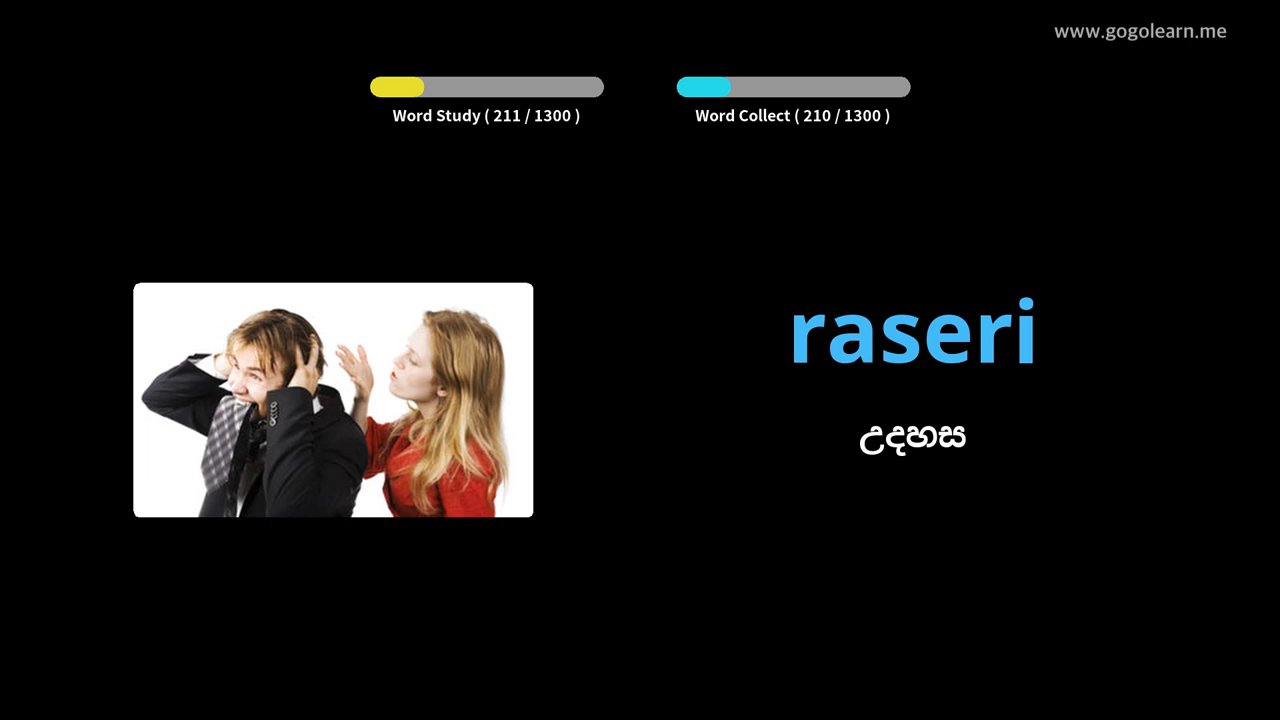 www.gogolearn.me
Word Study ( 211 / 1300 )
Word Collect ( 210 / 1300 )
raseri
උදහස